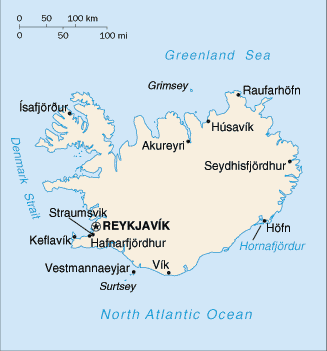 0 50 100 km
0 50 100 mi
Greenland Sea
Grimsey
Raufarhöfn
Ísafjörður
Húsavík
Akureyri
Seydhisfjördhur
Denmark Strait
Straumsvík
REYKJAVÍK
Keflavík
Hafnarfjördhur
Höfn
Hornafjördur
Vestmannaeyjar
Vík
Surtsey
North Atlantic Ocean